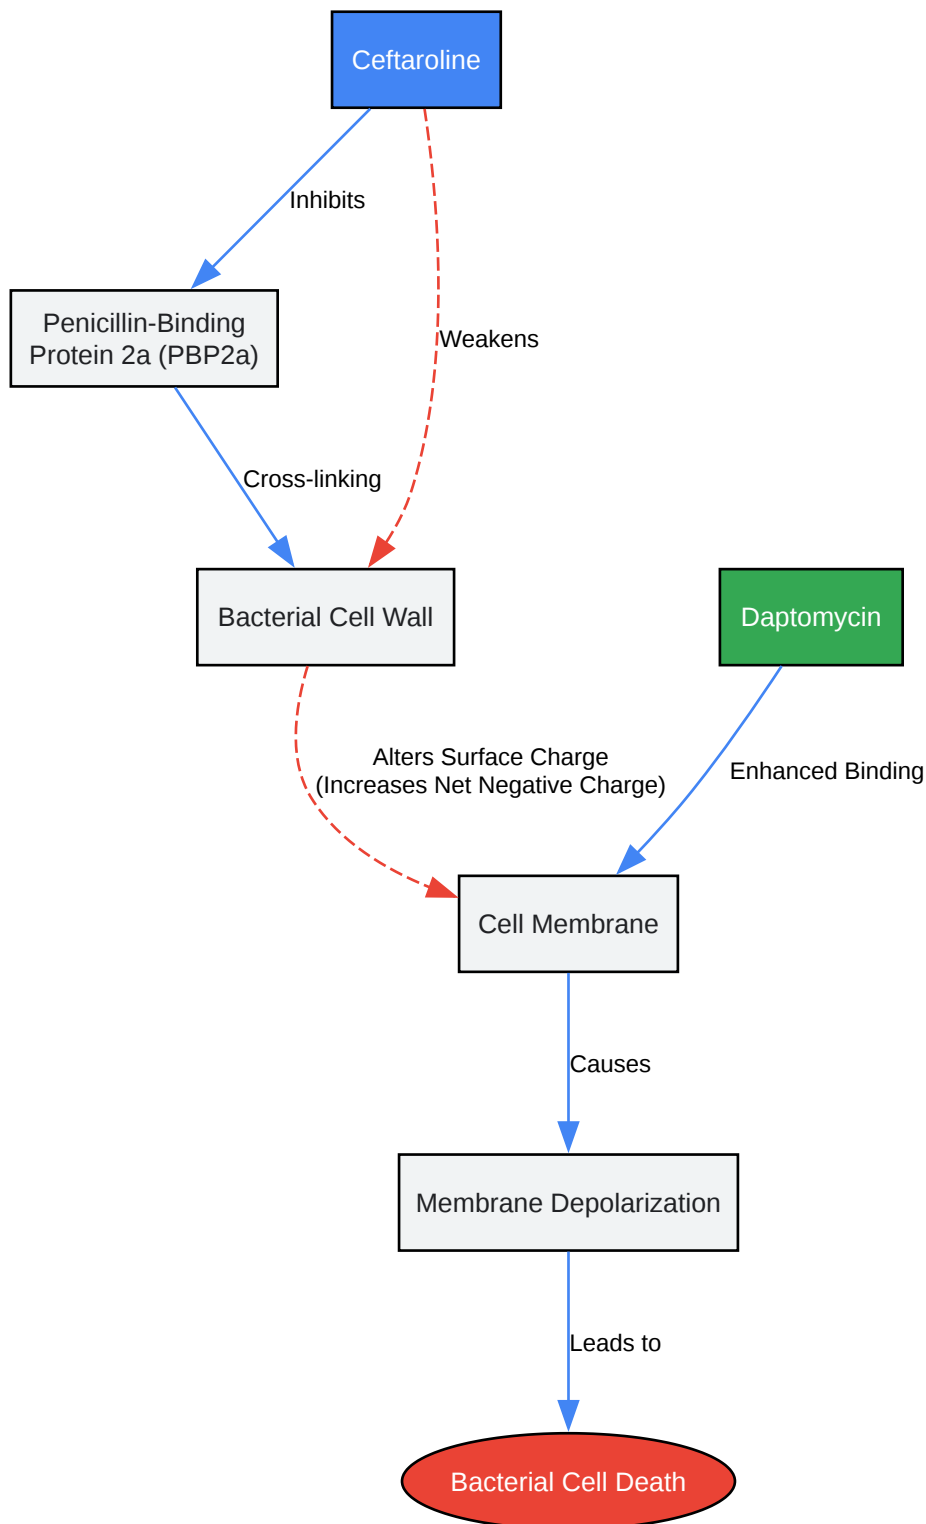 Ceftaroline
Inhibits
Penicillin-Binding
Protein 2a (PBP2a)
Weakens
Cross-linking
Bacterial Cell Wall
Daptomycin
Alters Surface Charge
(Increases Net Negative Charge)
Enhanced Binding
Cell Membrane
Causes
Membrane Depolarization
Leads to
Bacterial Cell Death